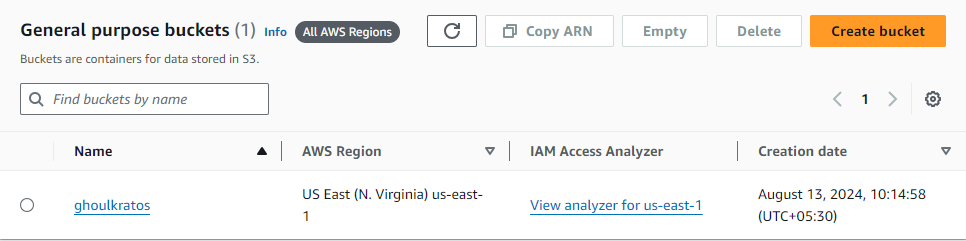 General purpose buckets (1) Info All AWS Regions Copy ARN Empty Delete Create bucket
Buckets are containers for data stored in S3.
Find buckets by name 1
Name AWS Region IAM Access Analyzer Creation date
ghoulkratos US East (N. Virginia) us-east-1 View analyzer for us-east-1 August 13, 2024, 10:14:58 (UTC+05:30)